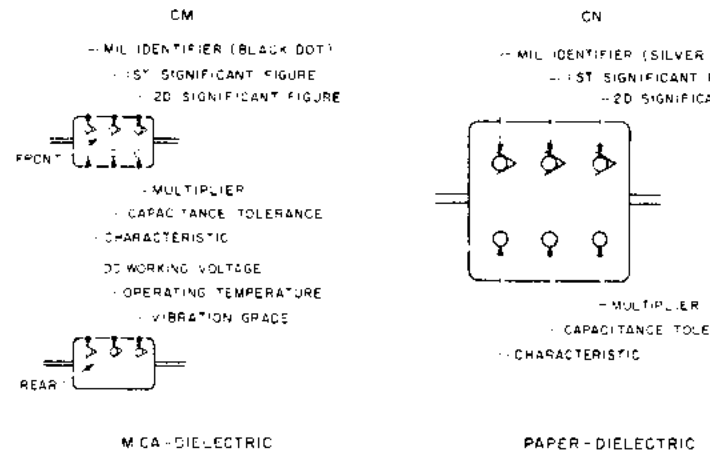 CM
MIL IDENTIFIER (BLACK DOT)
1ST SIGNIFICANT FIGURE
2D SIGNIFICANT FIGURE
FRONT
MULTIPLIER
CAPACITANCE TOLERANCE
CHARACTERISTIC
DC WORKING VOLTAGE
OPERATING TEMPERATURE
VIBRATION GRADE
REAR
MICA-DIELECTRIC
CN
MIL IDENTIFIER (SILVER
1ST SIGNIFICANT
2D SIGNIFICA
MULTIPLIER
CAPACITANCE TOLE
CHARACTERISTIC
PAPER-DIELECTRIC